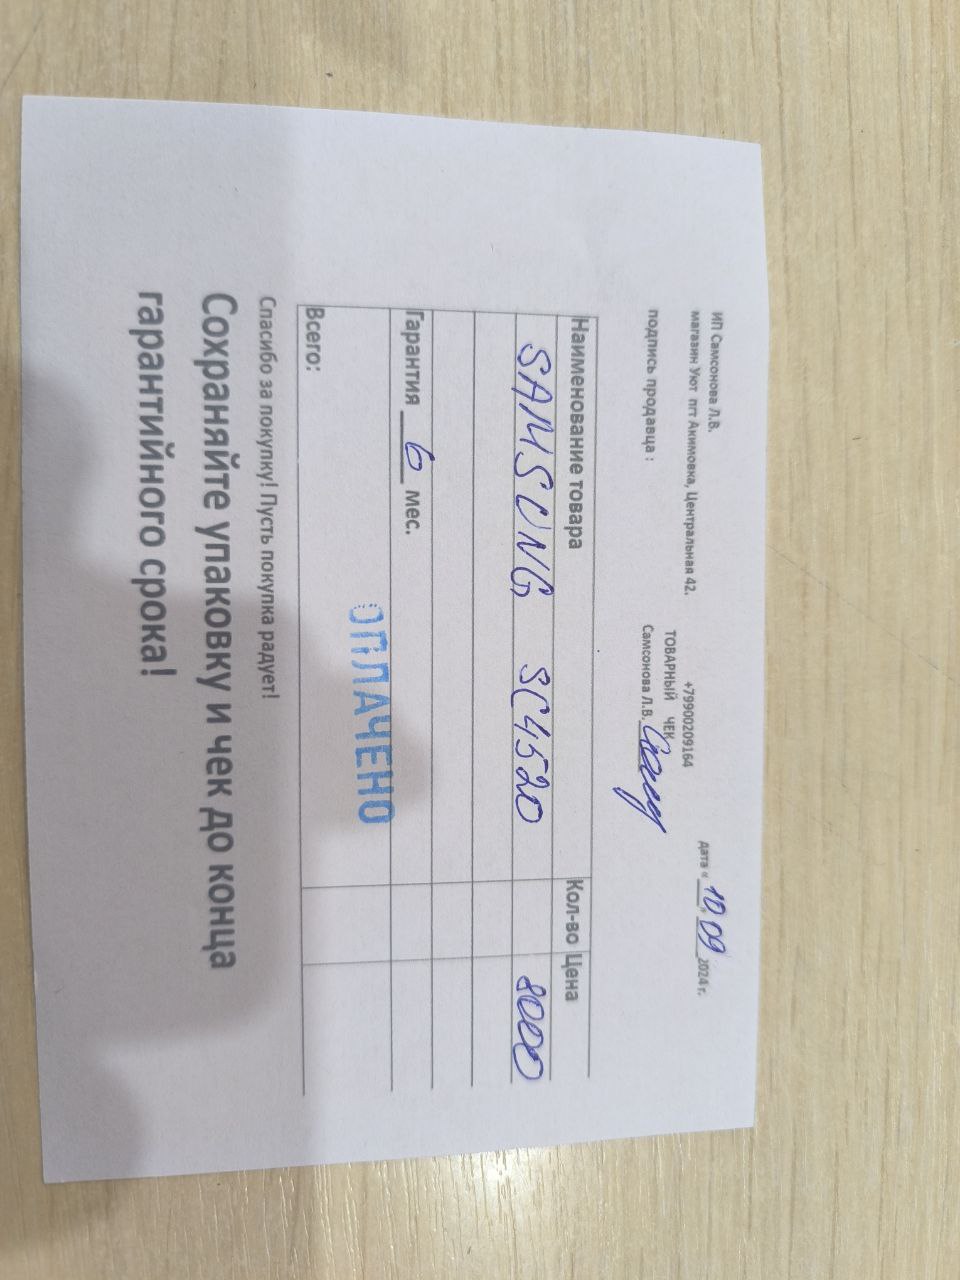 ИП Самсонова Л.В.
магазин Уют пгт Акимовка, Центральная 42. +79900209164 дата « 10 » 09 2024 г.
ТОВАРНЫЙ ЧЕК
подпись продавца : Самсонова Л.В.
Наименование товара Кол-во Цена
SAMSUNG SC4520 8000
Гарантия 6 мес.
ОПЛАЧЕНО
Всего:
Спасибо за покупку! Пусть покупка радует!
Сохраняйте упаковку и чек до конца
гарантийного срока!